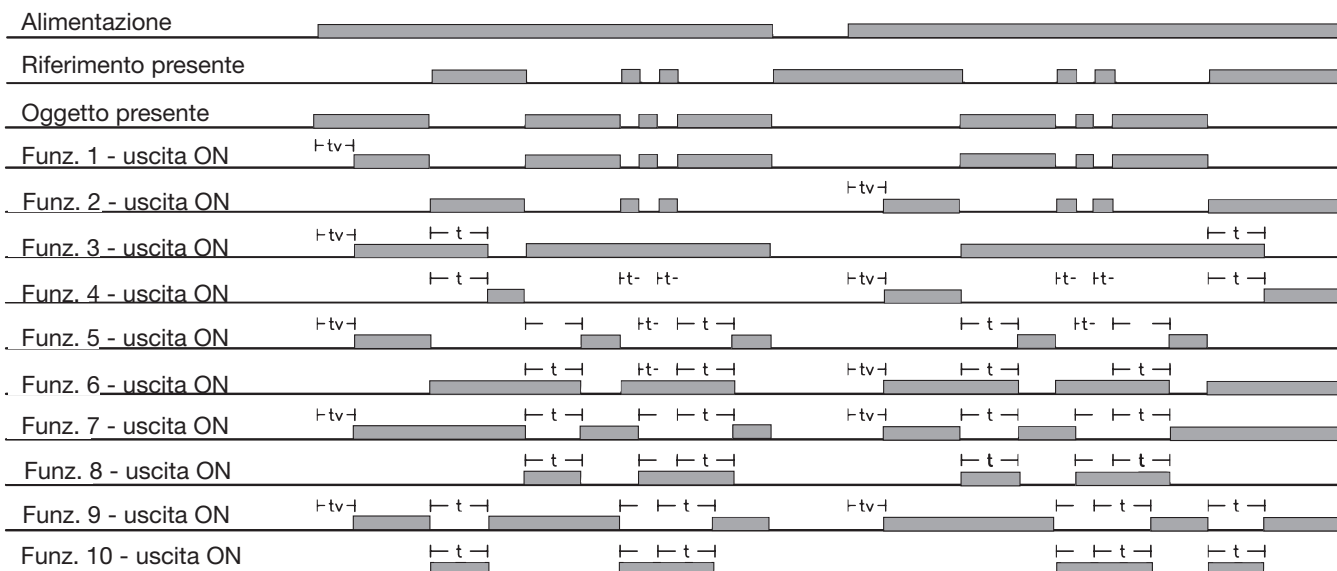 Alimentazione
Riferimento presente
Oggetto presente
Funz. 1 - uscita ON tv
Funz. 2 - uscita ON tv
Funz. 3 - uscita ON tv t t
Funz. 4 - uscita ON t t t tv t t t
Funz. 5 - uscita ON tv t t t t
Funz. 6 - uscita ON t t t tv t t
Funz. 7 - uscita ON tv t t tv t t
Funz. 8 - uscita ON t t t t
Funz. 9 - uscita ON tv t t tv t t
Funz. 10 - uscita ON t t t t